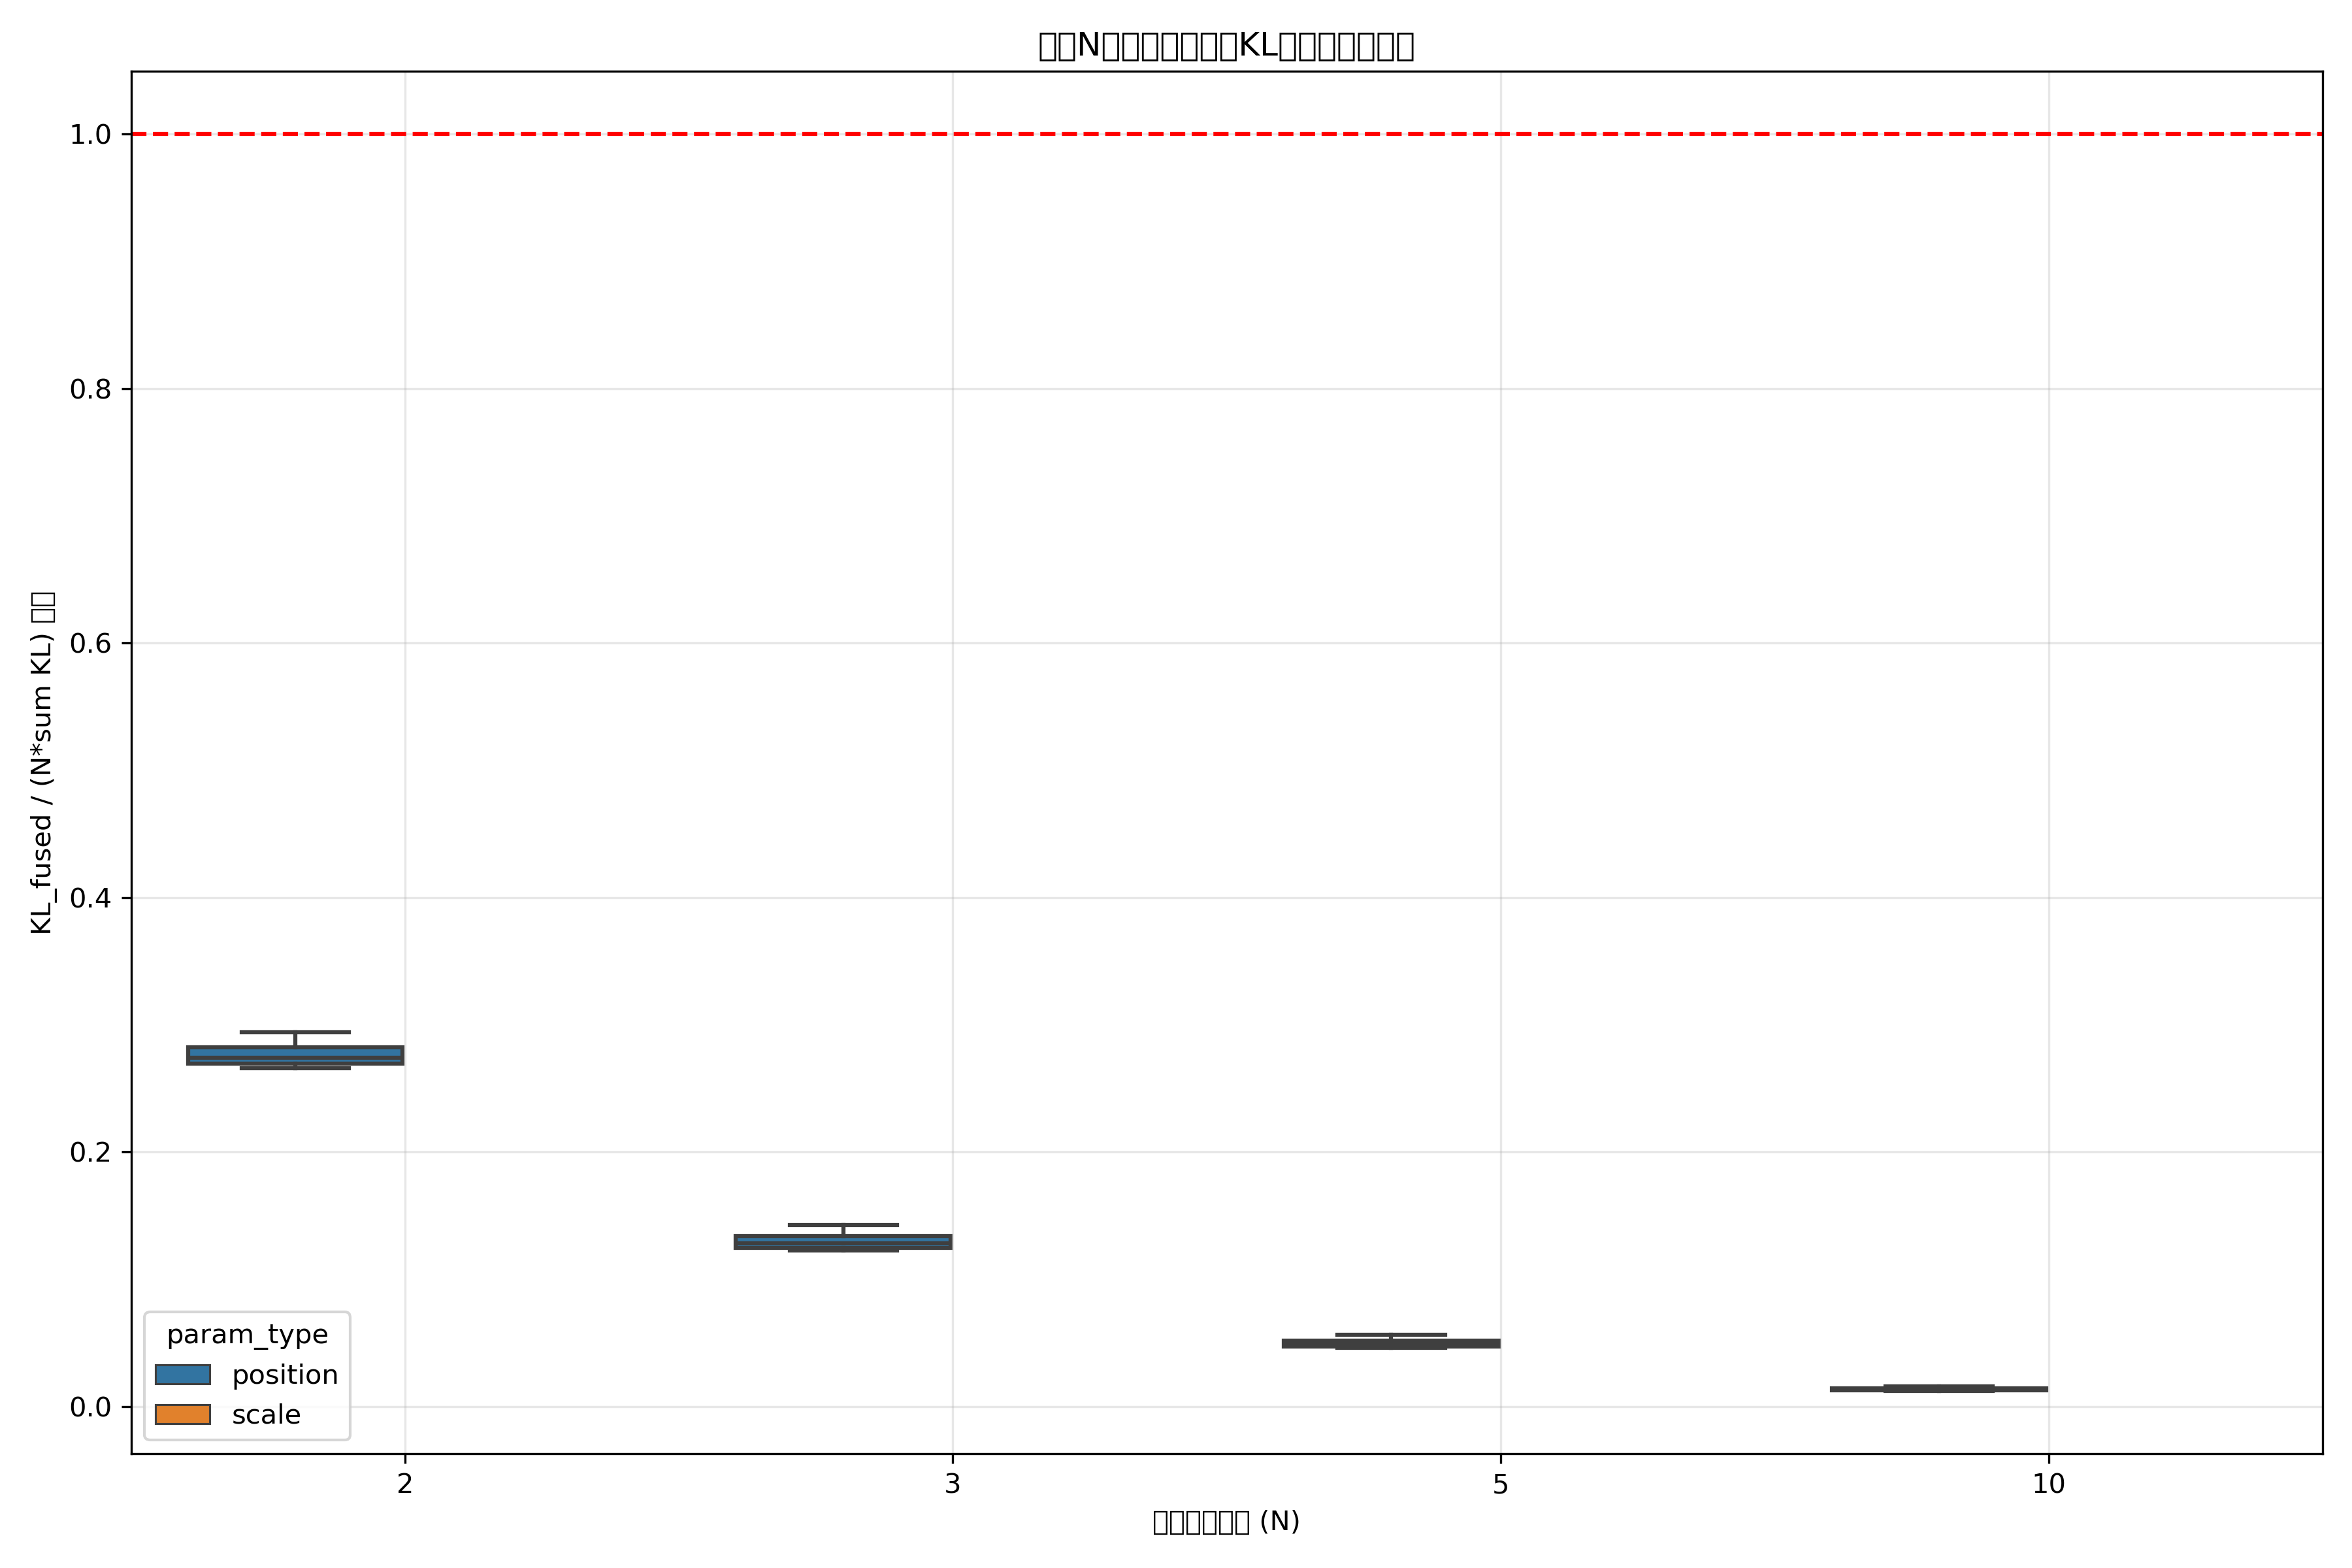 N KL
1.0
0.8
0.6
0.4
0.2
0.0
KL_fused / (N*sum KL)
param_type
position
scale
2 3 5 10
(N)